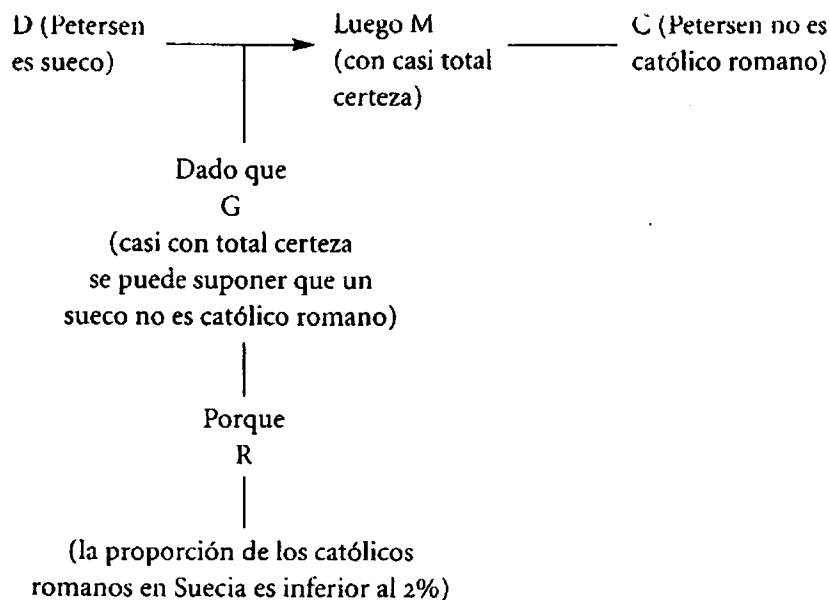 D (Petersen
es sueco)
Luego M
(con casi total
certeza)
C (Petersen no es
católico romano)
Dado que
G
(casi con total certeza
se puede suponer que un
sueco no es católico romano)
Porque
R
(la proporción de los católicos
romanos en Suecia es inferior al 2%)